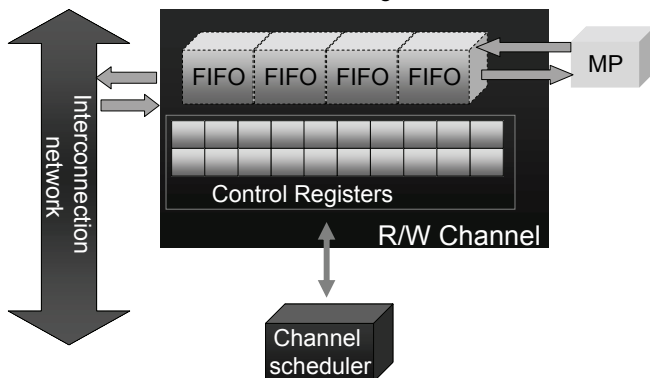 FIFO FIFO FIFO FIFO
MP
Interconnection
network
Control Registers
R/W Channel
Channel
scheduler